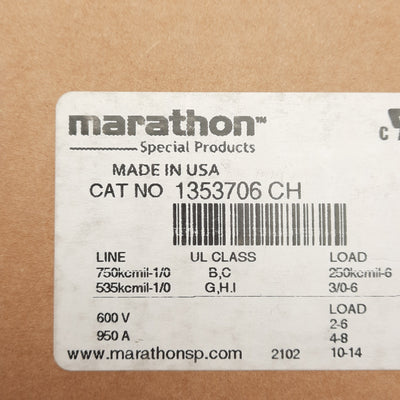 marathon™
Special Products
MADE IN USA
CAT NO 1353706 CH
LINE UL CLASS LOAD
750kcmil-1/0 B,C 250kcmil-6
535kcmil-1/0 G,H.I 3/0-6
LOAD
600 V 2-6
950 A 4-8
www.marathonsp.com 2102 10-14